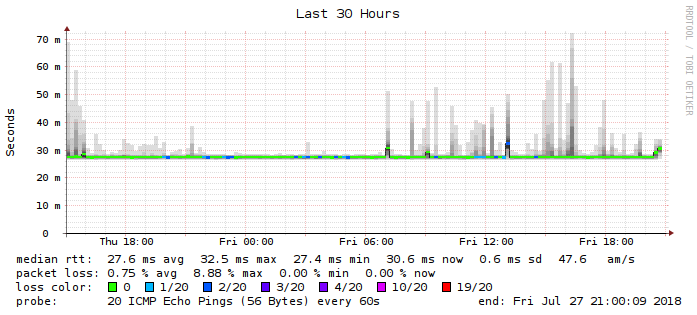 Last 30 Hours
RRDTOOL / TOBI OETIKER
Seconds
70 m
60 m
50 m
40 m
30 m
20 m
10 m
0
Thu 18:00 Fri 00:00 Fri 06:00 Fri 12:00 Fri 18:00
median rtt: 27.6 ms avg 32.5 ms max 27.4 ms min 30.6 ms now 0.6 ms sd 47.6 am/s
packet loss: 0.75 % avg 8.88 % max 0.00 % min 0.00 % now
loss color: 0 1/20 2/20 3/20 4/20 10/20 19/20
probe: 20 ICMP Echo Pings (56 Bytes) every 60s end: Fri Jul 27 21:00:09 2018